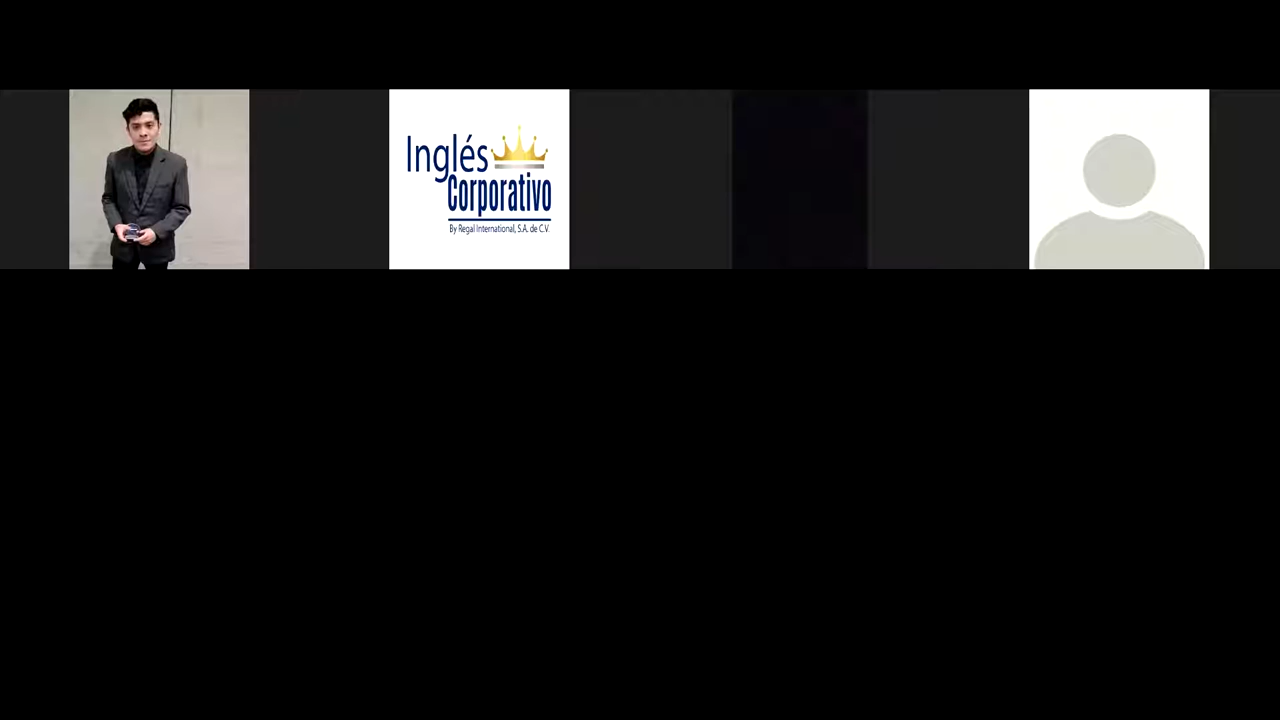 Inglés
Corporativo
By Regal International, S.A. de C.V.